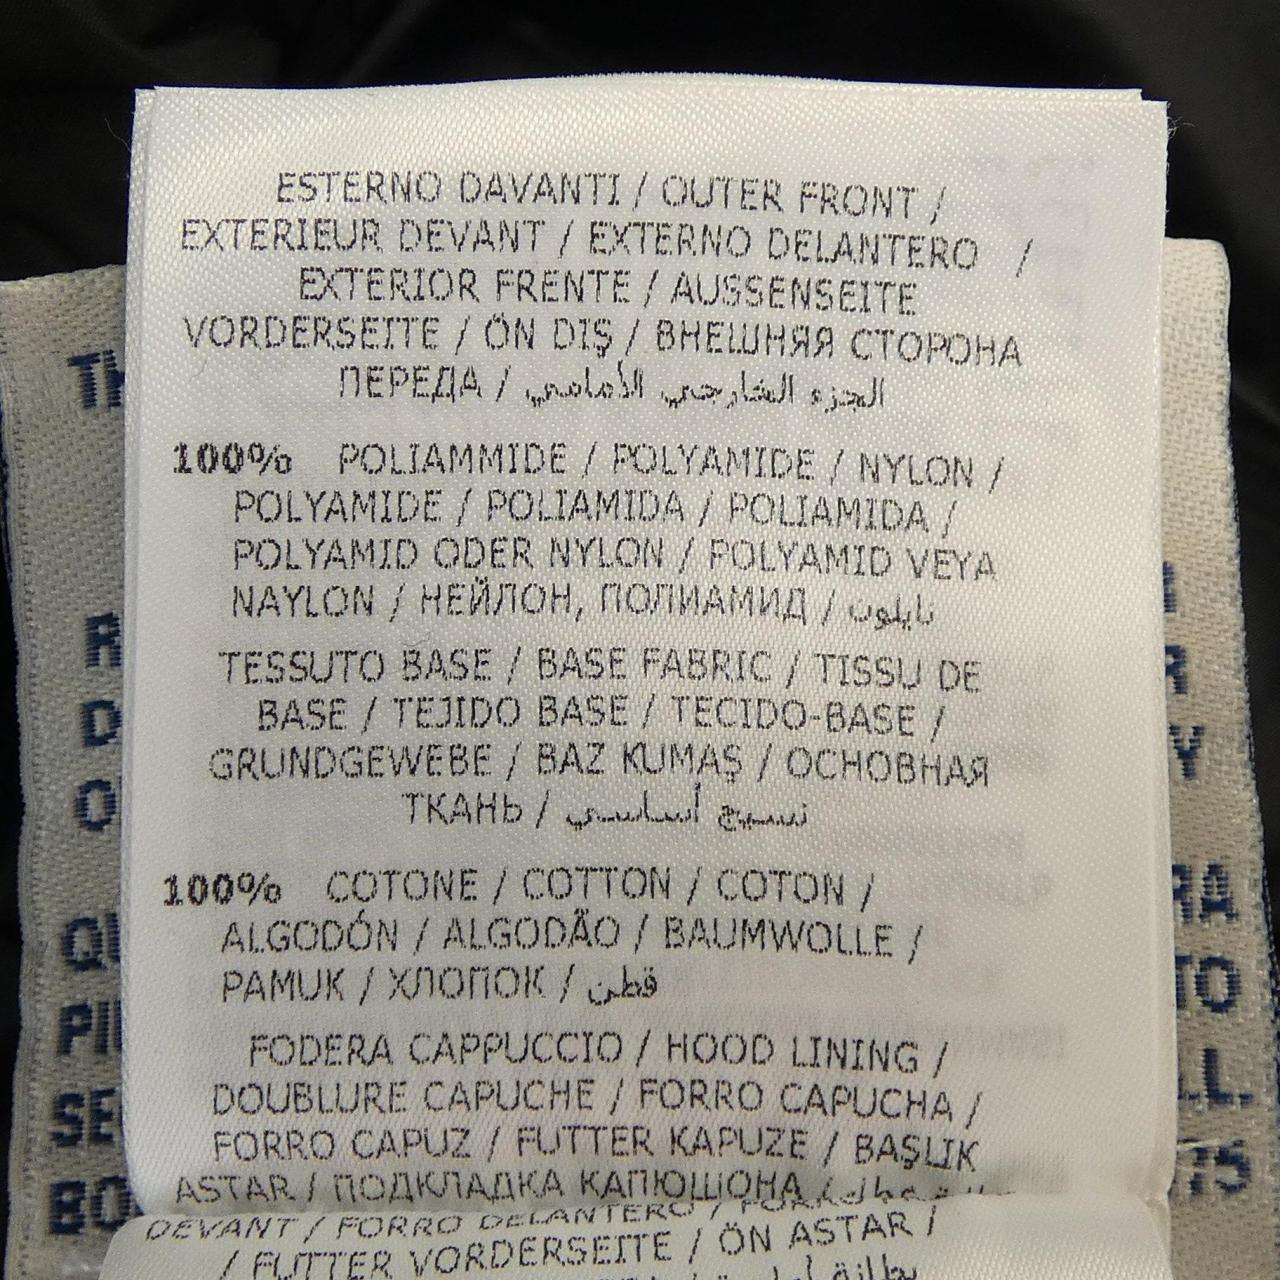 ESTERNO DAVANTI / OUTER FRONT /
EXTERIEUR DEVANT / EXTERNO DELANTERO /
EXTERIOR FRENTE / AUSSENSEITE
VORDERSEITE / ÖN DIŞ / ВНЕШНЯЯ СТОРОНА
ПЕРЕДА / الجزء الخارجي الأمامي
100% POLIAMMIDE / POLYAMIDE / NYLON /
POLYAMIDE / POLIAMIDA / POLIAMIDA /
POLYAMID ODER NYLON / POLYAMID VEYA
NAYLON / НЕЙЛОН, ПОЛИАМИД / نايلون
TESSUTO BASE / BASE FABRIC / TISSU DE
BASE / TEJIDO BASE / TECIDO-BASE /
GRUNDGEWEBE / BAZ KUMAŞ / ОСНОВНАЯ
ТКАНЬ / نسيج أساسي
100% COTONE / COTTON / COTON /
ALGODÓN / ALGODÃO / BAUMWOLLE /
PAMUK / ХЛОПОК / قطن
FODERA CAPPUCCIO / HOOD LINING /
DOUBLURE CAPUCHE / FORRO CAPUCHA /
FORRO CAPUZ / FUTTER KAPUZE / BAŞLIK
ASTAR / ПОДКЛАДКА КАПЮШОНА /
DEVANT / FORRO DELANTERO /
/ FUTTER VORDERSEITE / ÖN ASTAR /